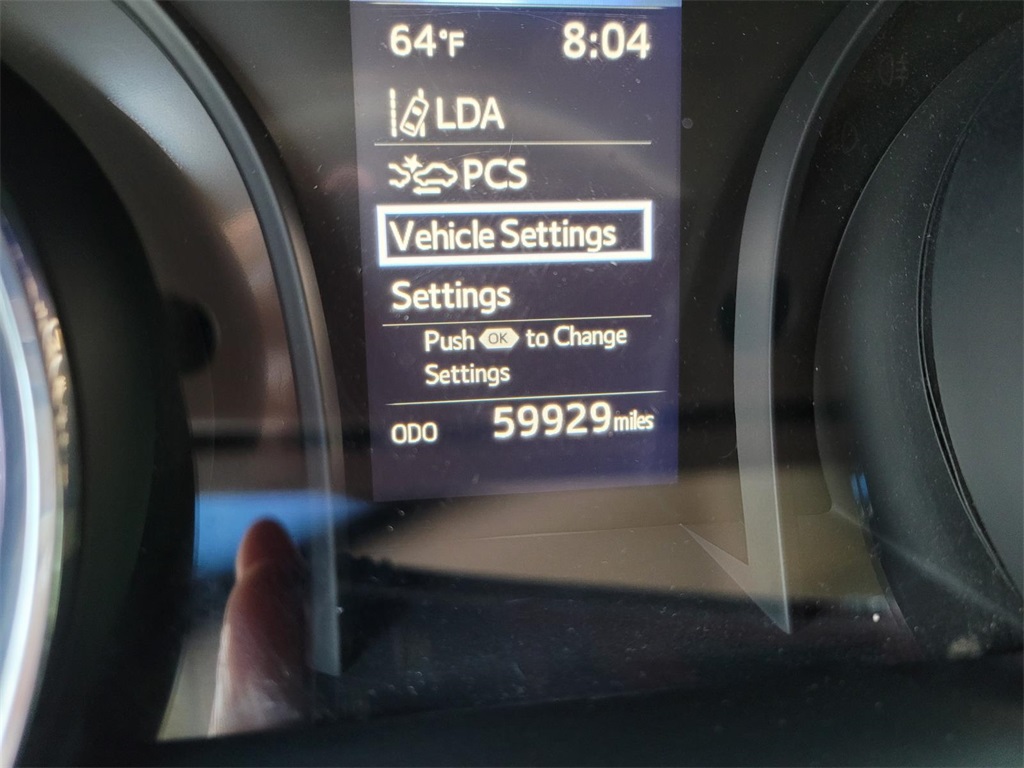 64°F 8:04
LDA
PCS
Vehicle Settings
Settings
Push OK to Change
Settings
ODO 59929 miles